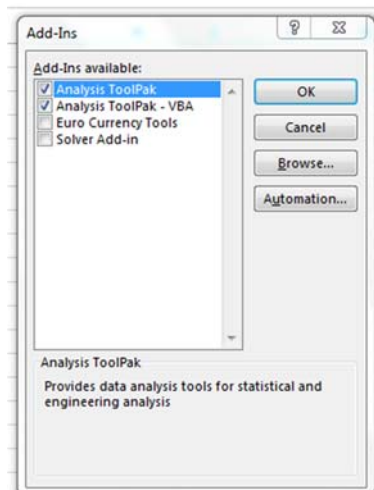 Add-Ins
Add-Ins available:
Analysis ToolPak
Analysis ToolPak - VBA
Euro Currency Tools
Solver Add-in
OK
Cancel
Browse...
Automation...
Analysis ToolPak
Provides data analysis tools for statistical and
engineering analysis